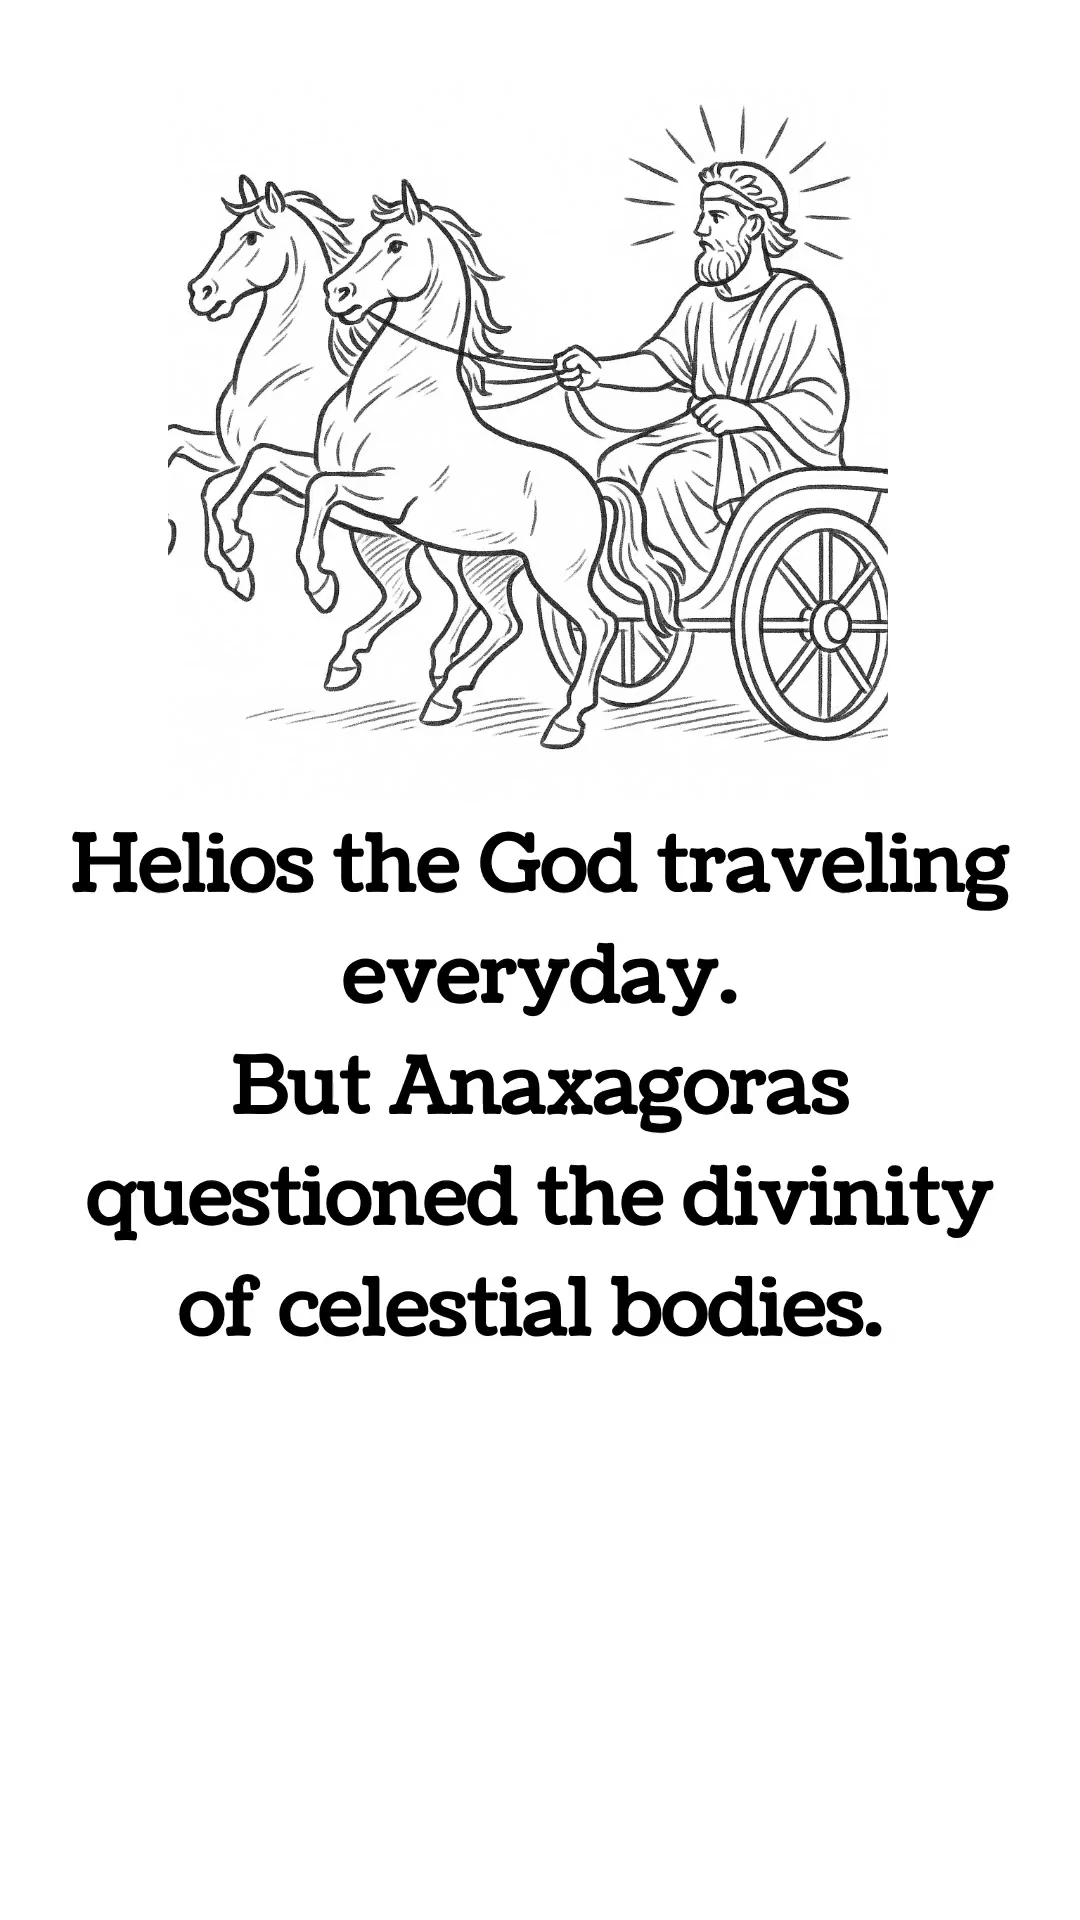 Helios the God traveling
everyday.
But Anaxagoras
questioned the divinity
of celestial bodies.